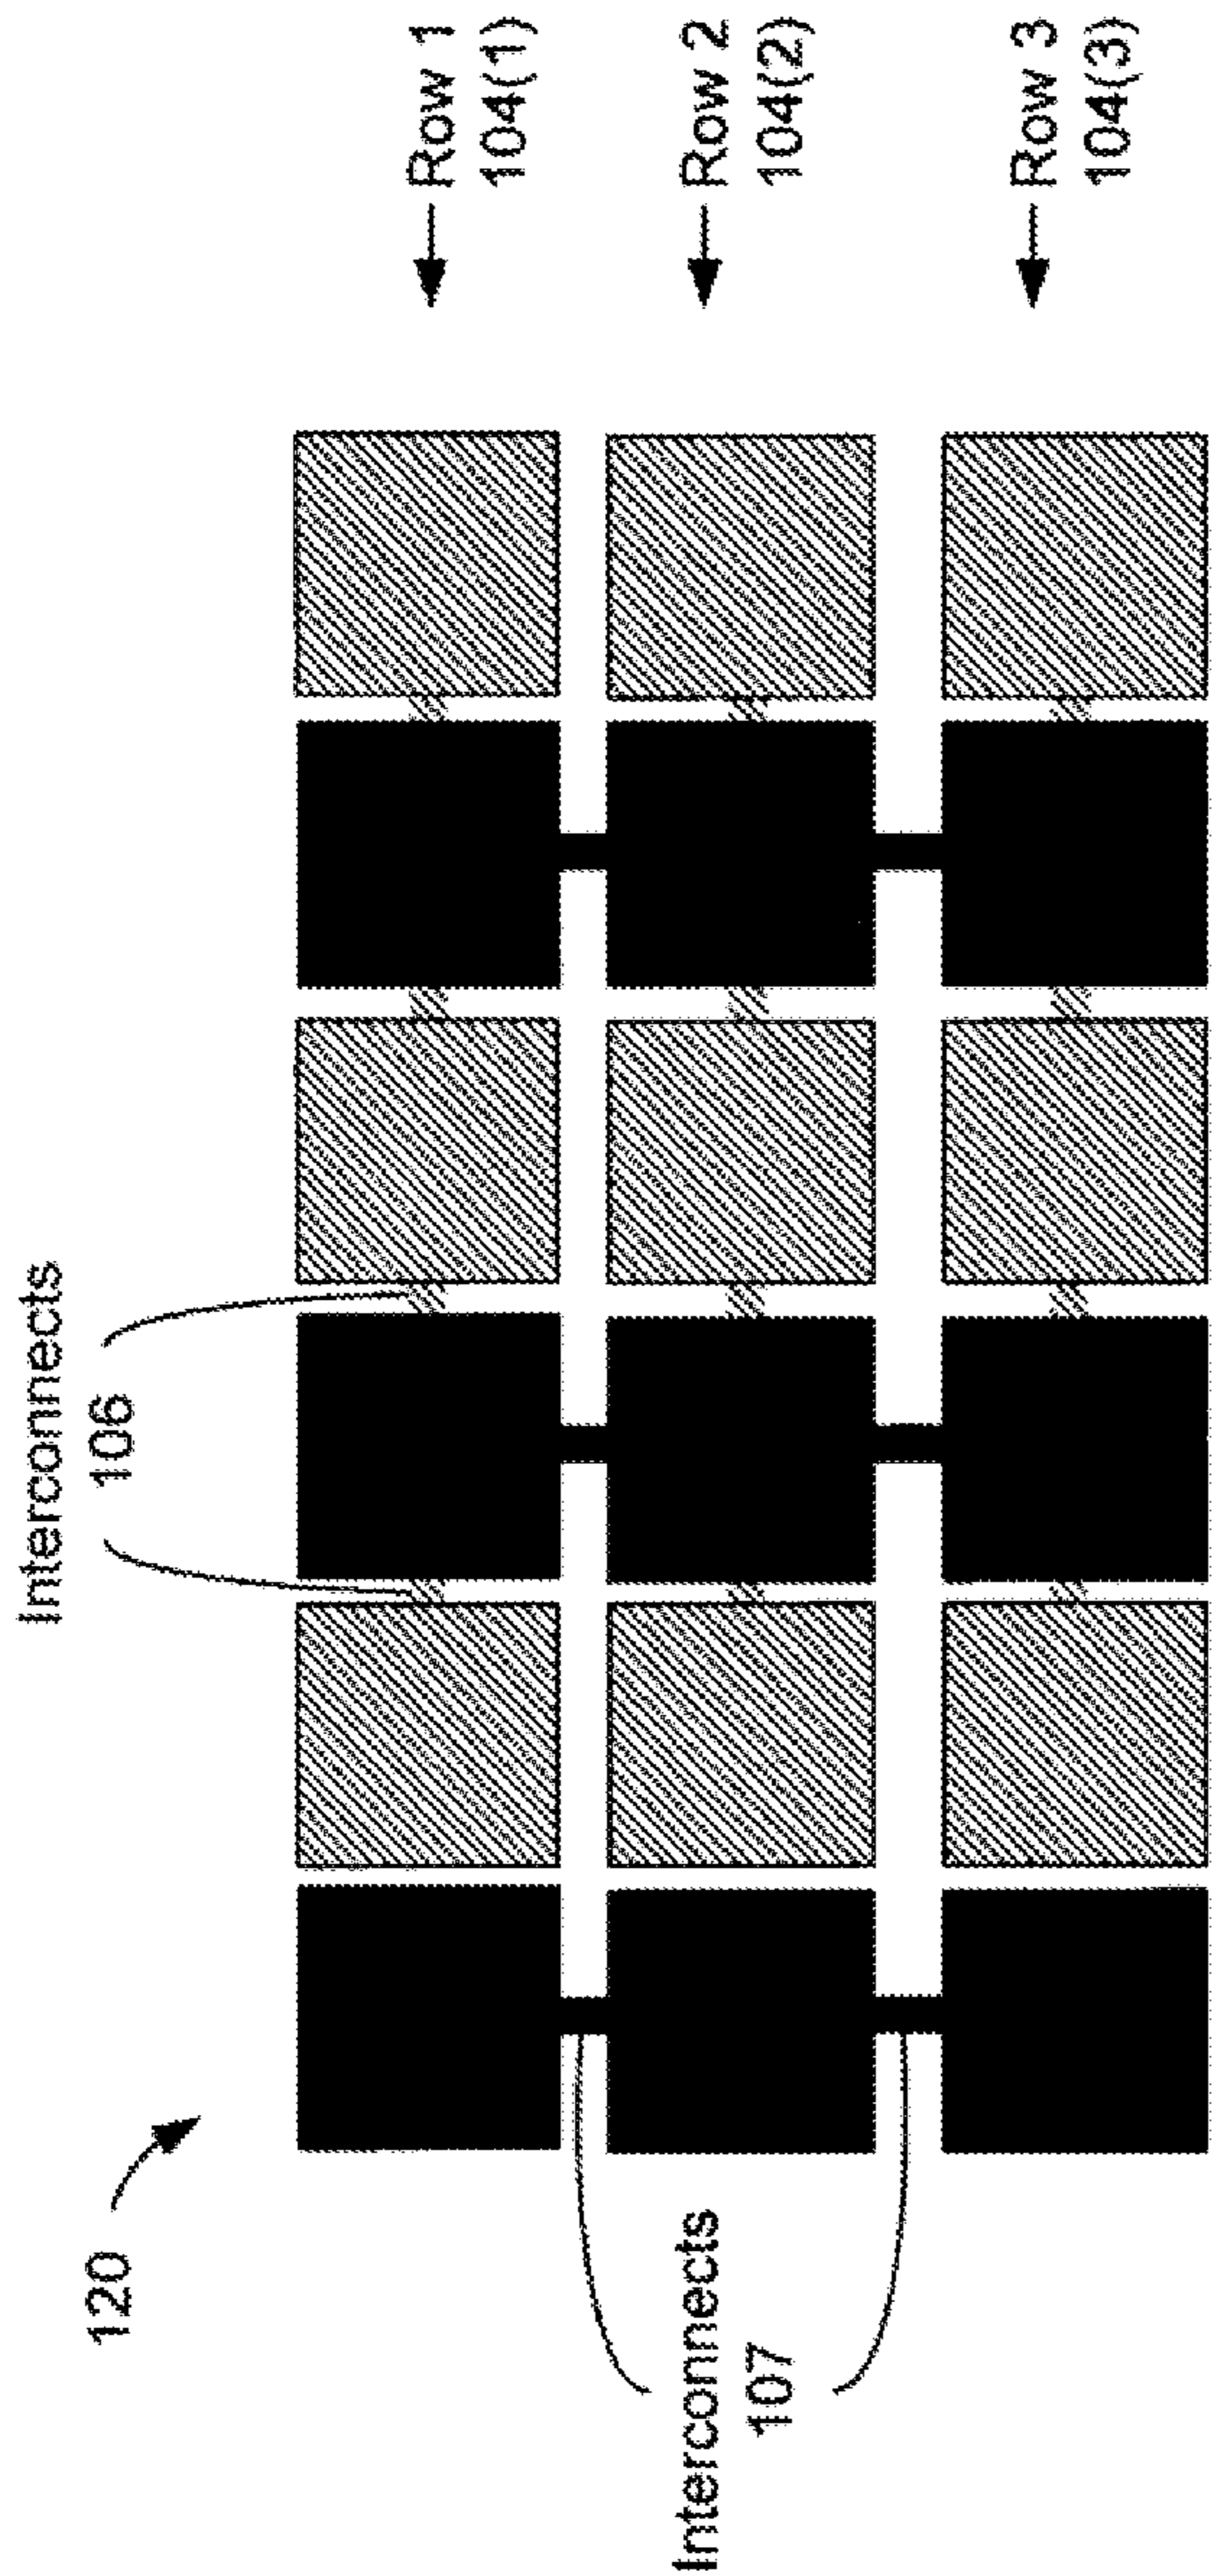 120
Interconnects
106
Row 1
104(1)
Row 2
104(2)
Row 3
104(3)
Interconnects
107